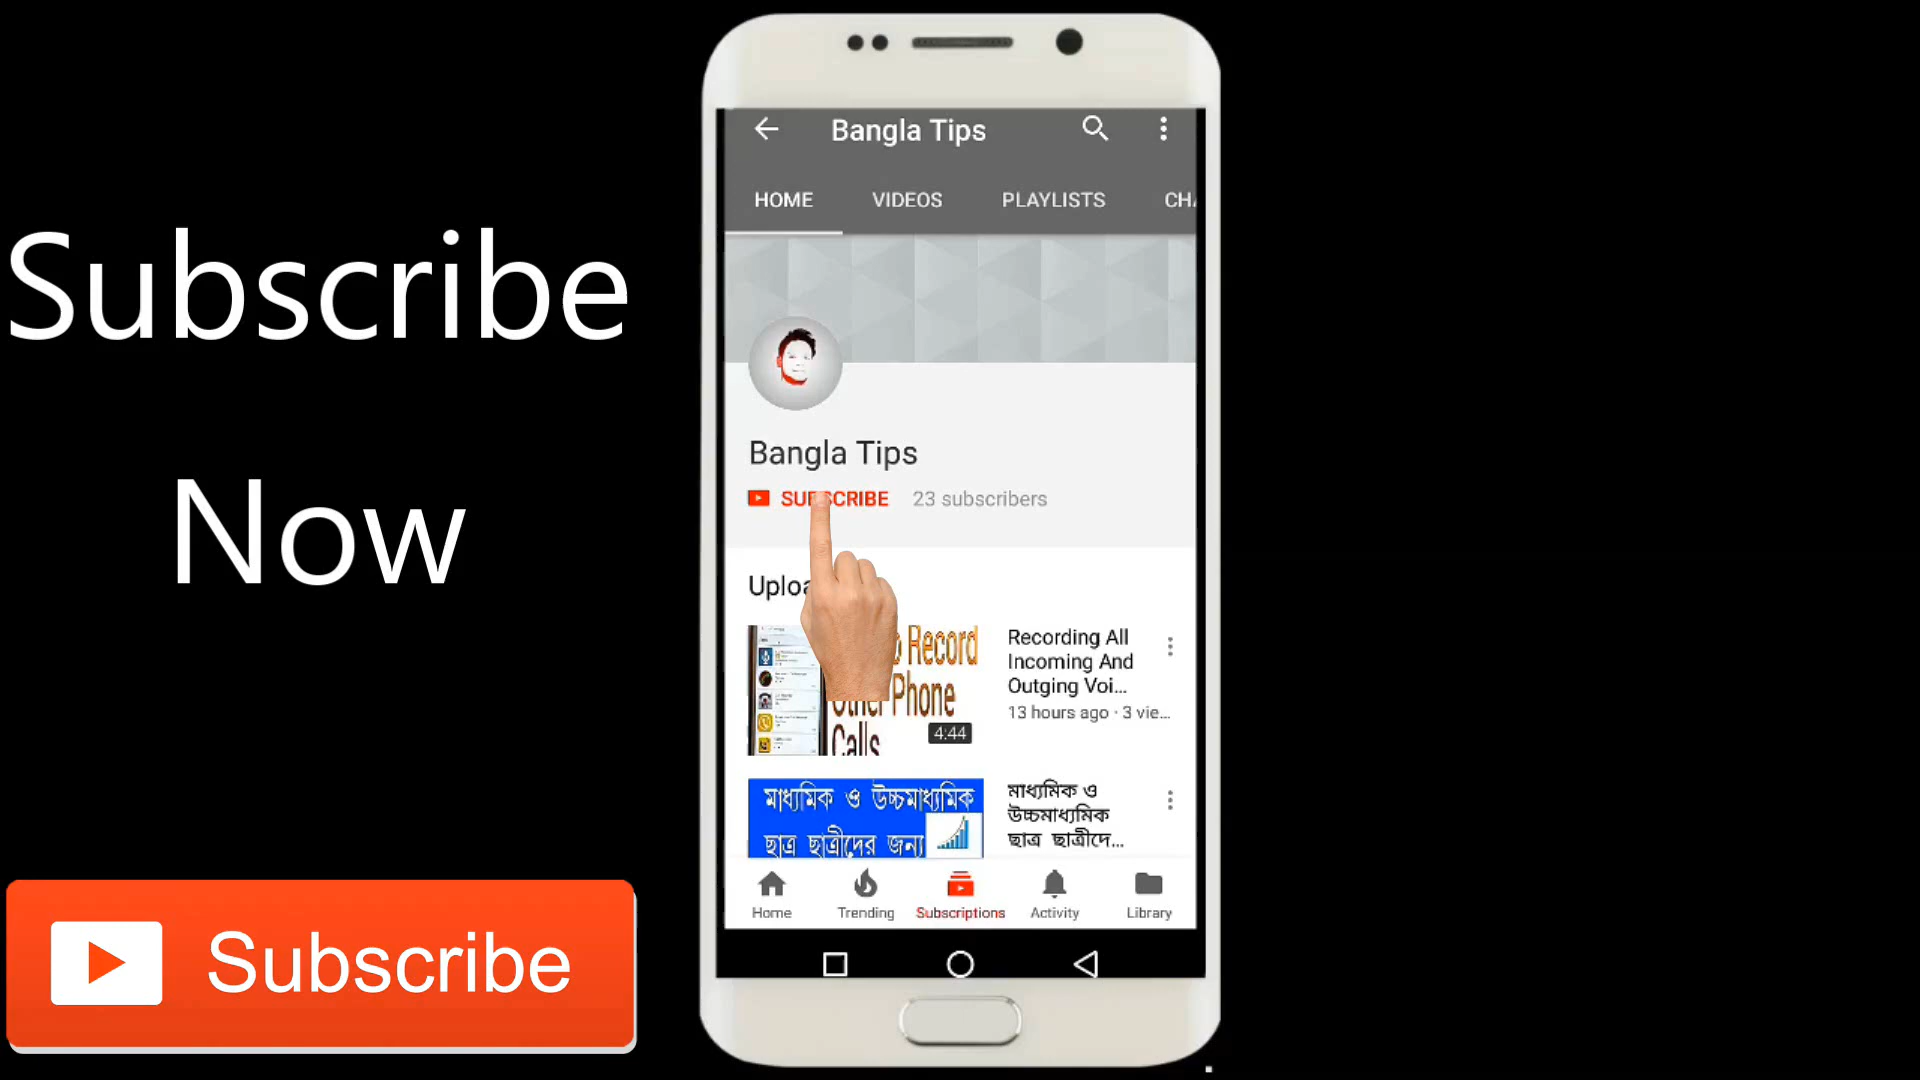 Subscribe
Now
Subscribe
Bangla Tips
HOME VIDEOS PLAYLISTS
Bangla Tips
SUBSCRIBE 23 subscribers
Record
Phone
Calls
4:44
Recording All
Incoming And
Outging Voi...
13 hours ago · 3 vie...
মাধ্যমিক ও উচ্চমাধ্যমিক
ছাত্র ছাত্রীদের জন্য
মাধ্যমিক ও
উচ্চমাধ্যমিক
ছাত্র ছাত্রীদে...
Home Trending Subscriptions Activity Library